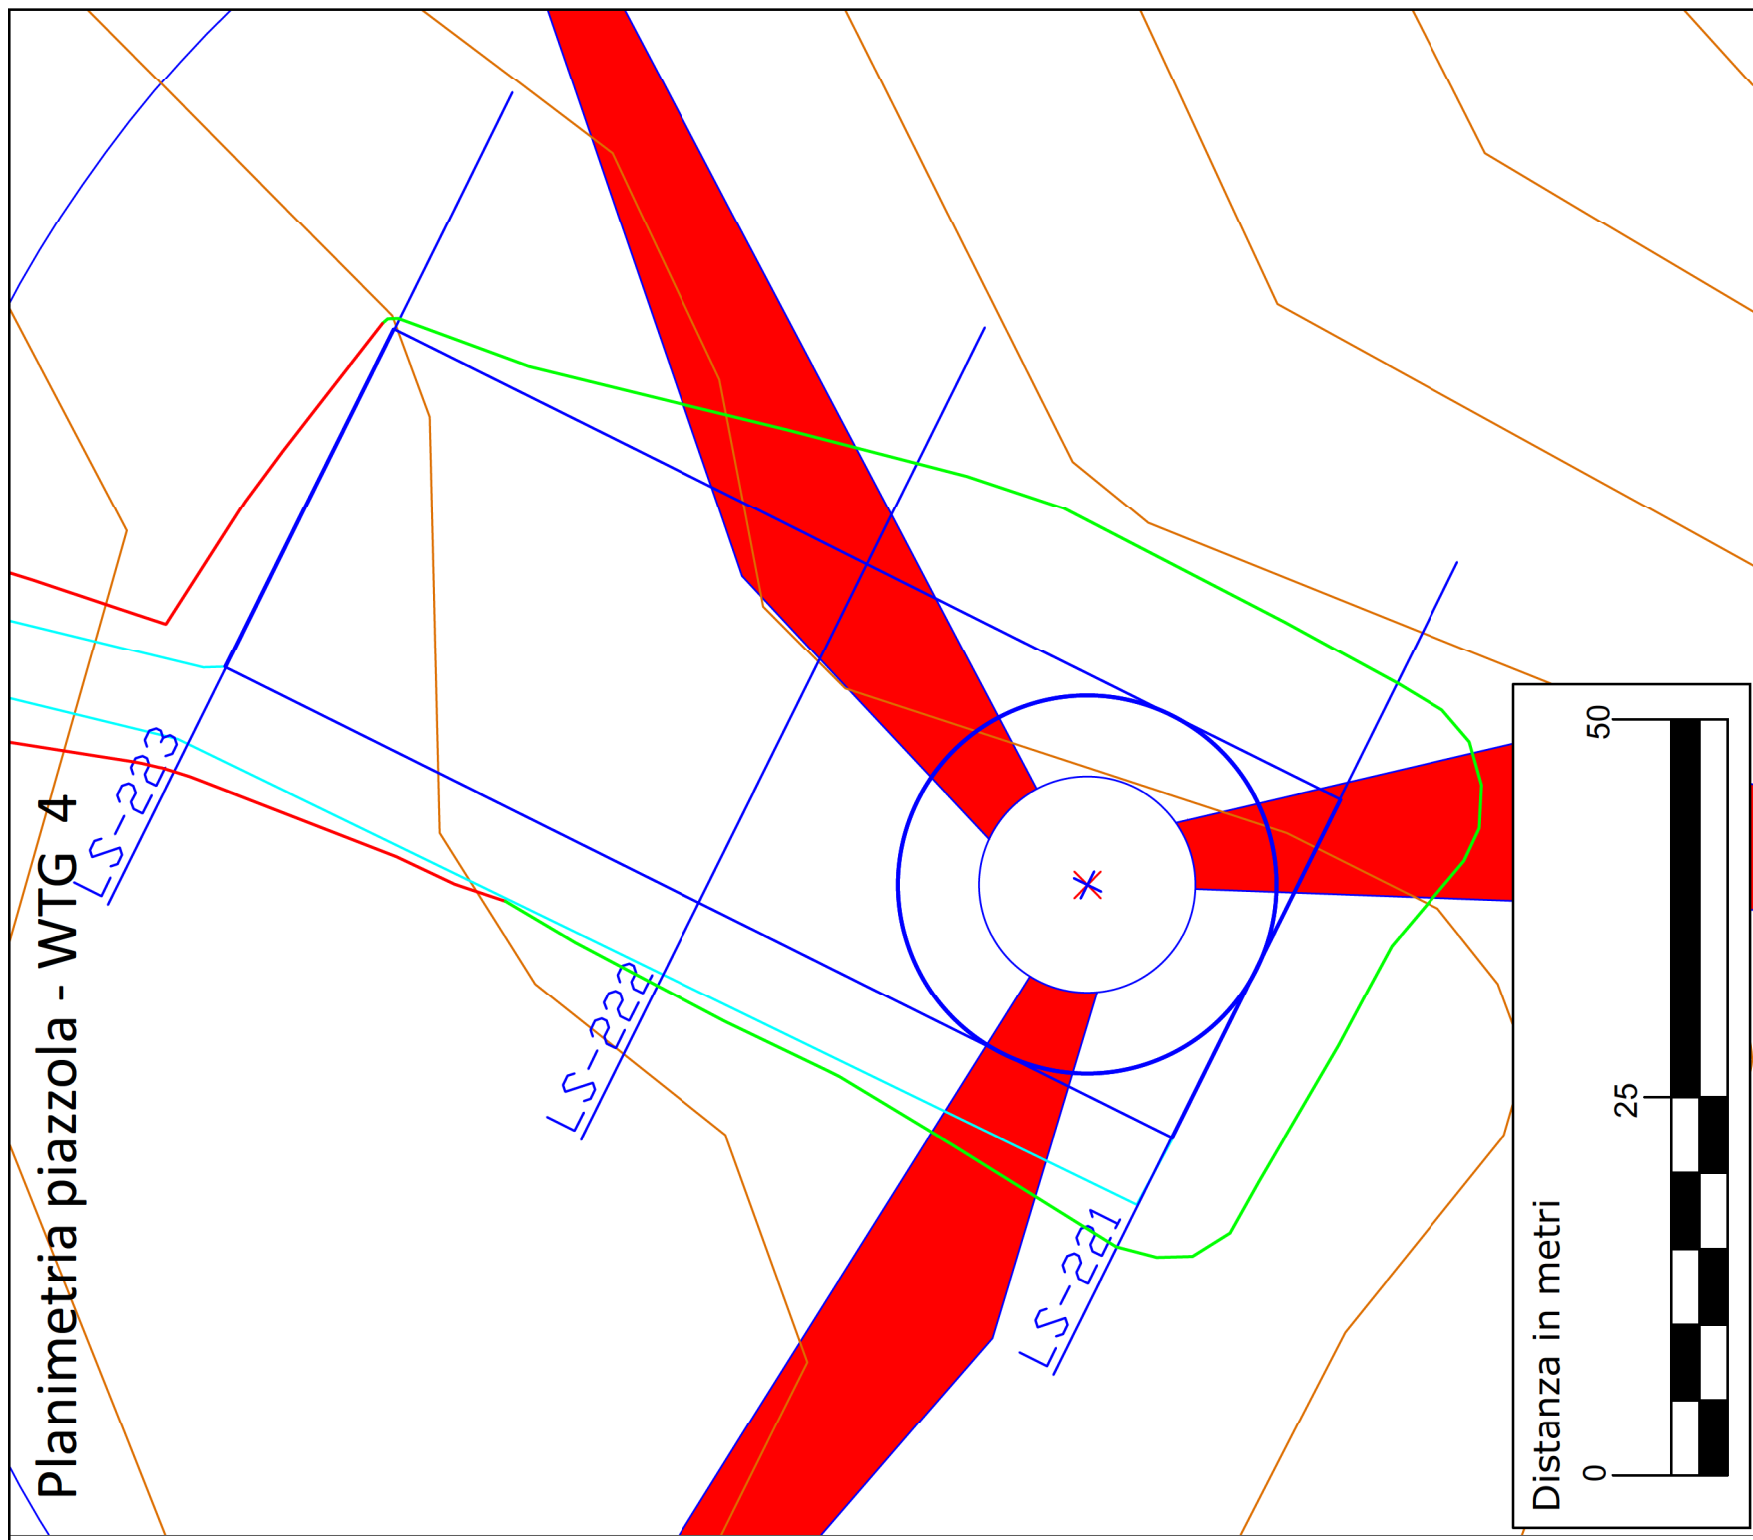 Planimetria piazzola - WTG 4
LS-223
LS-222
LS-221
Distanza in metri
0
25
50